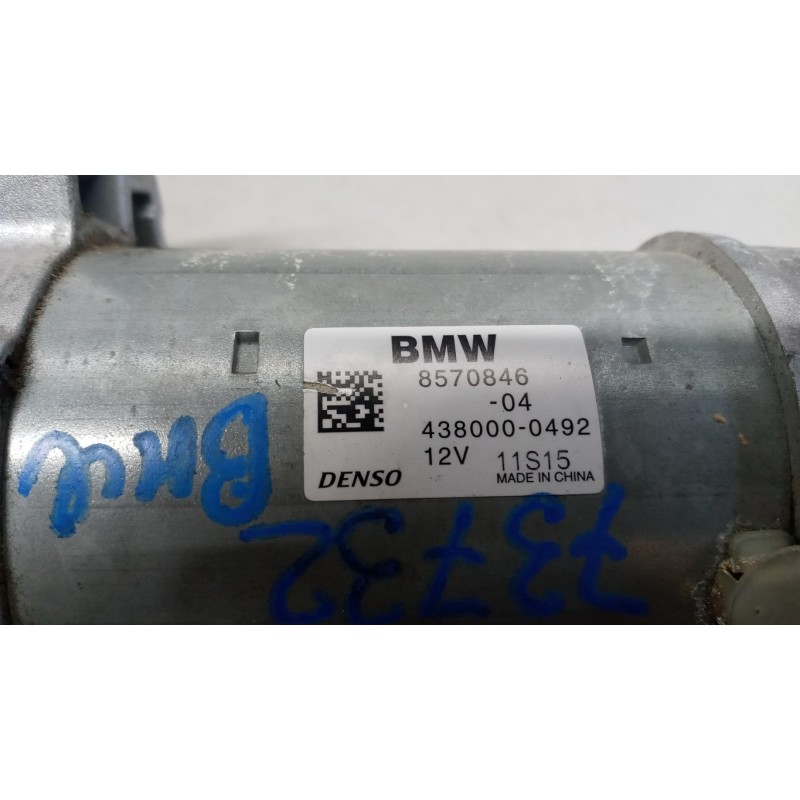 BMW
8570846
-04
438000-0492
12V 11S15
DENSO MADE IN CHINA
BMW
73732